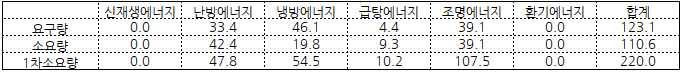 신재생에너지 난방에너지 냉방에너지 급탕에너지 조명에너지 환기에너지 합계
요구량 0.0 33.4 46.1 4.4 39.1 0.0 123.1
소요량 0.0 42.4 19.8 9.3 39.1 0.0 110.6
1차소요량 0.0 47.8 54.5 10.2 107.5 0.0 220.0